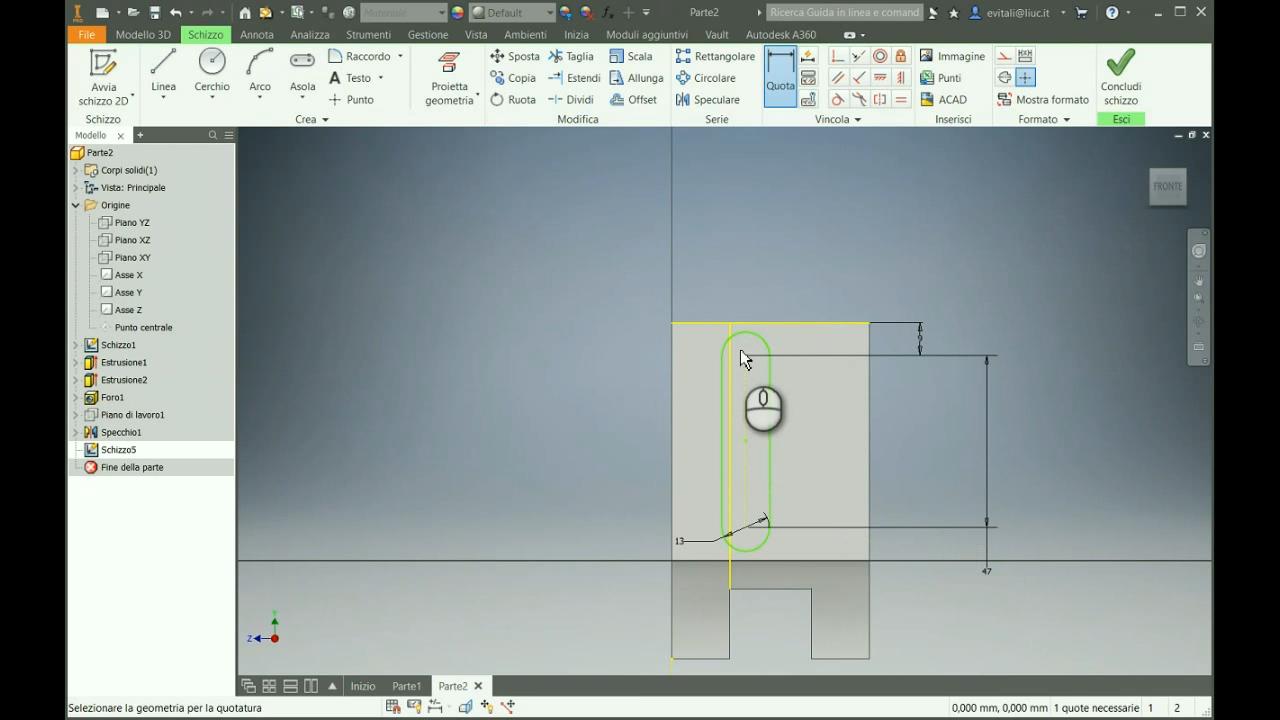 Materiale
Default
Parte2
Ricerca Guida in linea e command
evitali@liuc.it
PRO
File
Modello 3D
Schizzo
Annota
Analizza
Strumenti
Gestione
Vista
Ambienti
Inizia
Moduli aggiuntivi
Vault
Autodesk A360
Avvia
schizzo 2D
Linea
Cerchio
Arco
Asola
Raccordo
Testo
Punto
Proietta
geometria
Sposta
Copia
Ruota
Taglia
Estendi
Dividi
Scala
Allunga
Offset
Rettangolare
Circolare
Speculare
Quota
Immagine
Punti
ACAD
Mostra formato
Concludi
schizzo
Schizzo
Crea
Modifica
Serie
Vincola
Inserisci
Formato
Esci
Modello
Parte2
Corpi solidi(1)
Vista: Principale
Origine
Piano YZ
Piano XZ
Piano XY
Asse X
Asse Y
Asse Z
Punto centrale
Schizzo1
Estrusione1
Estrusione2
Foro1
Piano di lavoro1
Specchio1
Schizzo5
Fine della parte
FRONTE
9
13
47
Y
Z
Inizio
Parte1
Parte2
Selezionare la geometria per la quotatura
0,000 mm, 0,000 mm
1 quote necessarie
1
2